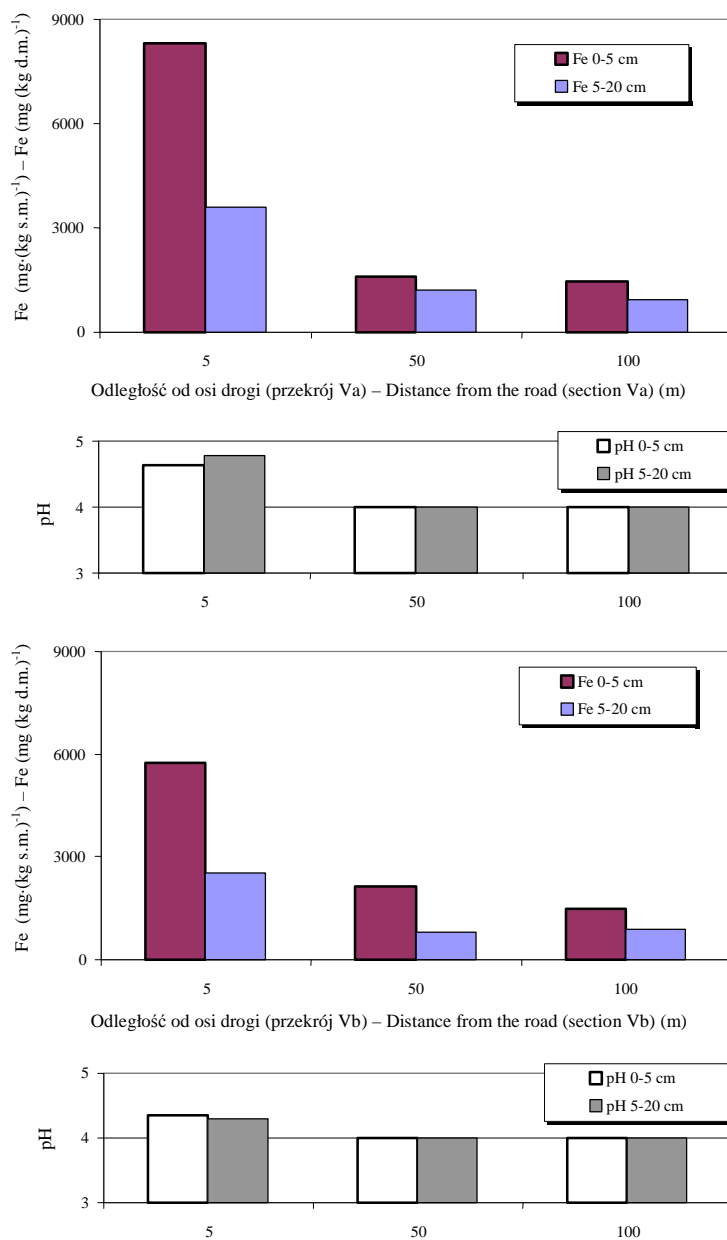 9000
6000
3000
0
Fe (mg·(kg s.m.)-1) – Fe (mg (kg d.m.)-1)
Fe 0-5 cm
Fe 5-20 cm
5 50 100
Odległość od osi drogi (przekrój Va) – Distance from the road (section Va) (m)
5
4
3
pH
pH 0-5 cm
pH 5-20 cm
5 50 100
9000
6000
3000
0
Fe (mg·(kg s.m.)-1) – Fe (mg (kg d.m.)-1)
Fe 0-5 cm
Fe 5-20 cm
5 50 100
Odległość od osi drogi (przekrój Vb) – Distance from the road (section Vb) (m)
5
4
3
pH
pH 0-5 cm
pH 5-20 cm
5 50 100